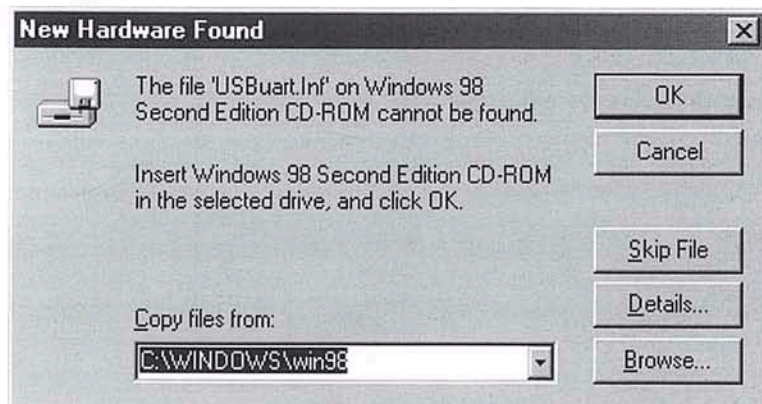 New Hardware Found
The file 'USBuart.Inf' on Windows 98
Second Edition CD-ROM cannot be found.
Insert Windows 98 Second Edition CD-ROM
in the selected drive, and click OK.
Copy files from:
C:\WINDOWS\win98
OK
Cancel
Skip File
Details...
Browse...